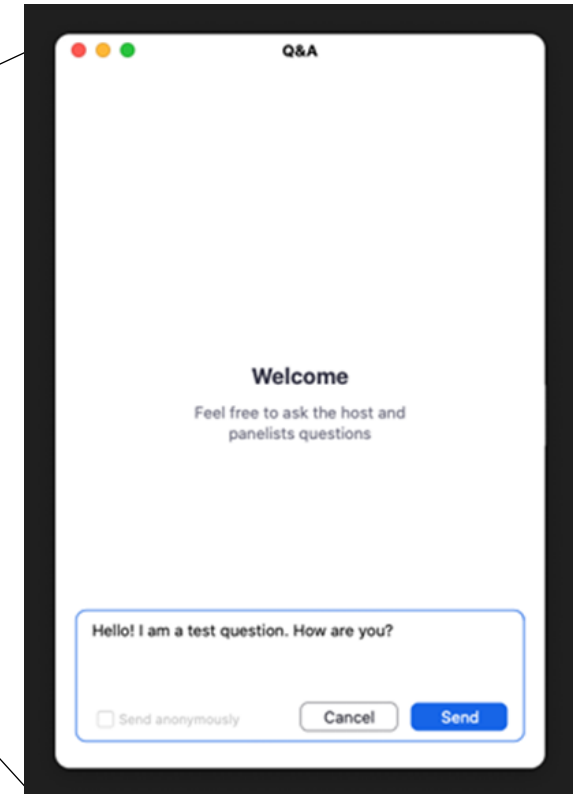 Q&A
Welcome
Feel free to ask the host and
panelists questions
Hello! I am a test question. How are you?
Send anonymously
Cancel
Send